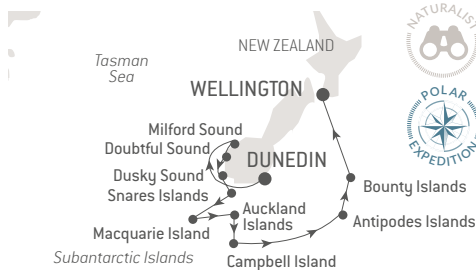 NATURALIST
NEW ZEALAND
Tasman
Sea
WELLINGTON
POLAR
EXPEDITION
Milford Sound
Doubtful Sound
DUNEDIN
Dusky Sound
Snares Islands
Bounty Islands
Auckland
Islands
Antipodes Islands
Macquarie Island
Subantarctic Islands
Campbell Island